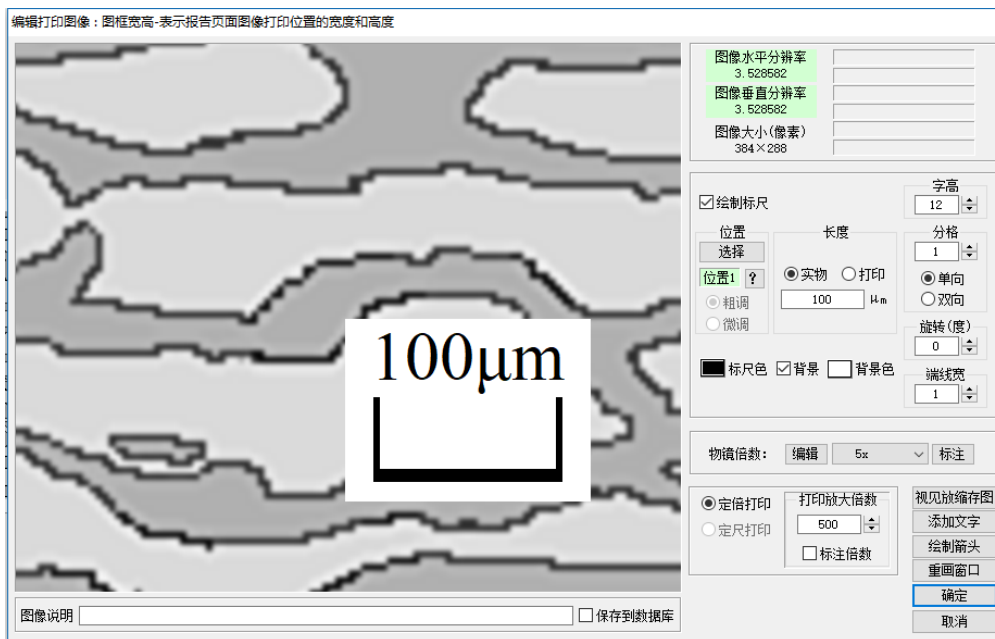 编辑打印图像：图框宽高-表示报告页面图像打印位置的宽度和高度
100μm
图像说明
保存到数据库
图像水平分辨率
3.528582
图像垂直分辨率
3.528582
图像大小(像素)
384×288
绘制标尺
字高
12
位置
选择
位置1 ?
粗调
微调
长度
实物 打印
100 μm
分格
1
单向
双向
旋转(度)
0
标尺色 背景 背景色
端线宽
1
物镜倍数： 编辑 5x 标注
定倍打印
定尺打印
打印放大倍数
500
标注倍数
视见放缩存图
添加文字
绘制箭头
重画窗口
确定
取消